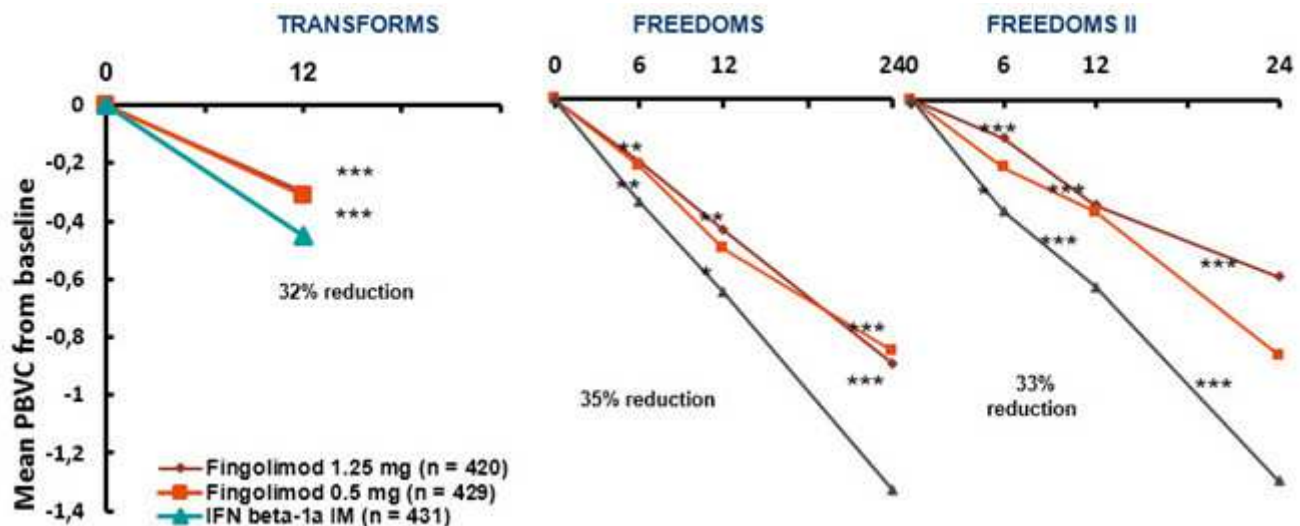 TRANSFORMS
FREEDOMS
FREEDOMS II
0 12
0 6 12 240 6 12 24
Mean PBVC from baseline
0
-0,2
-0,4
-0,6
-0,8
-1
-1,2
-1,4
***
***
32% reduction
**
**
**
*
***
***
35% reduction
***
*
***
***
***
***
33%
reduction
Fingolimod 1.25 mg (n = 420)
Fingolimod 0.5 mg (n = 429)
IFN beta-1a IM (n = 431)